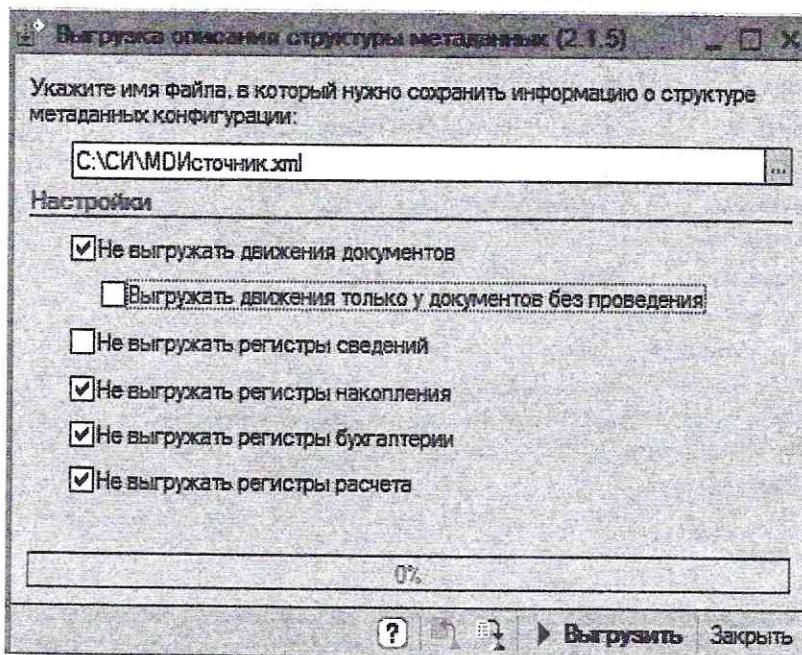 Выгрузка описания структуры метаданных (2.1.5)
Укажите имя файла, в который нужно сохранить информацию о структуре
метаданных конфигурации:
C:\СИ\MDИсточник.xml
...
Настройки
Не выгружать движения документов
Выгружать движения только у документов без проведения
Не выгружать регистры сведений
Не выгружать регистры накопления
Не выгружать регистры бухгалтерии
Не выгружать регистры расчета
0%
? Выгрузить Закрыть